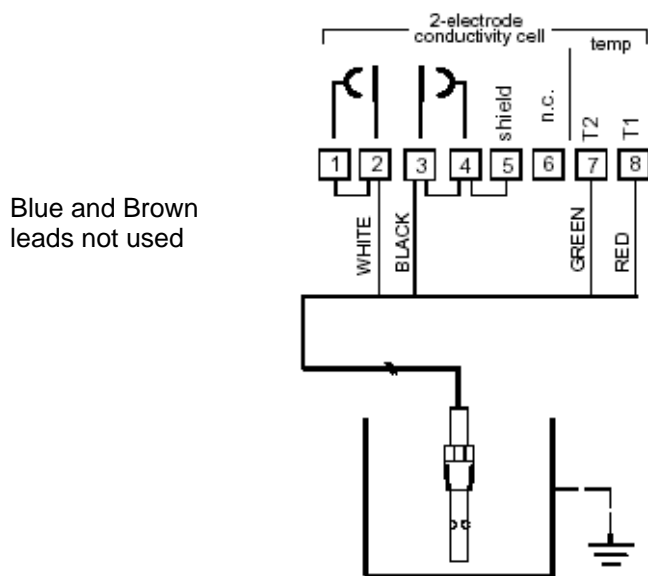 2-electrode
conductivity cell
temp
shield
n.c.
T2
T1
1 2 3 4 5 6 7 8
Blue and Brown
leads not used
WHITE
BLACK
GREEN
RED